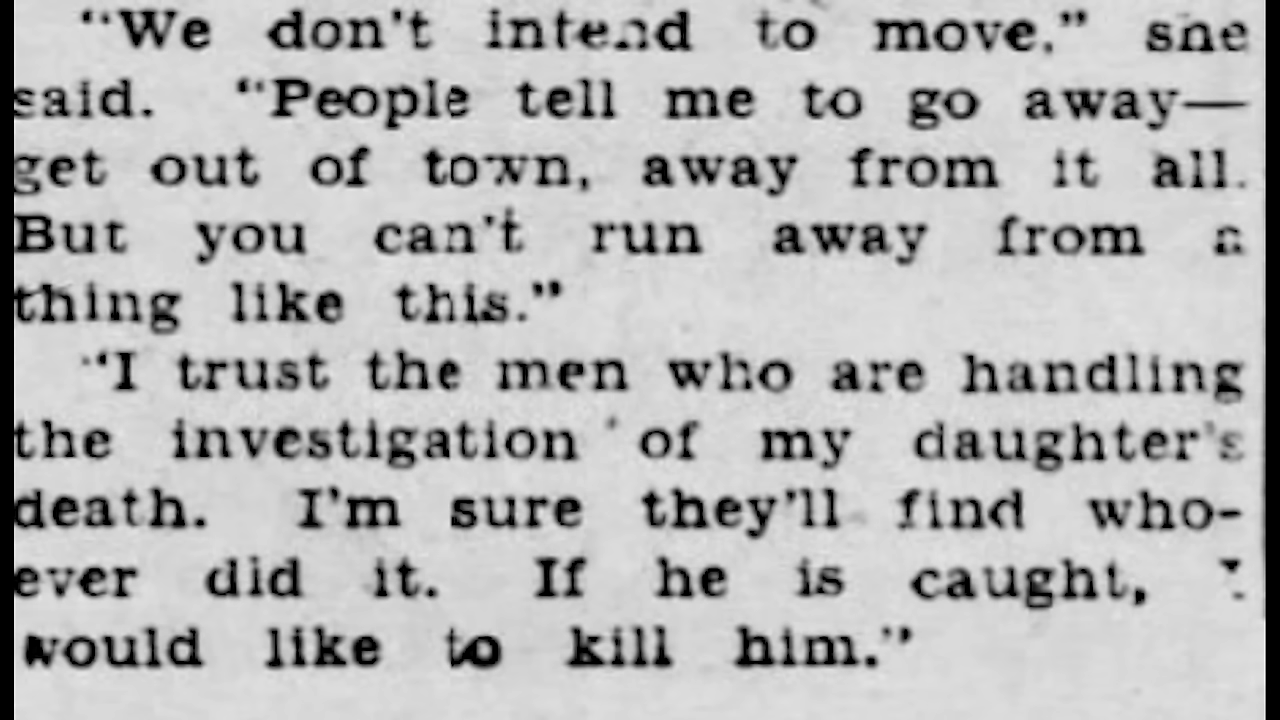 "We don't intend to move," she
said. "People tell me to go away—
get out of town, away from it all.
But you can't run away from a
thing like this."
"I trust the men who are handling
the investigation of my daughter's
death. I'm sure they'll find who-
ever did it. If he is caught, I
would like to kill him."